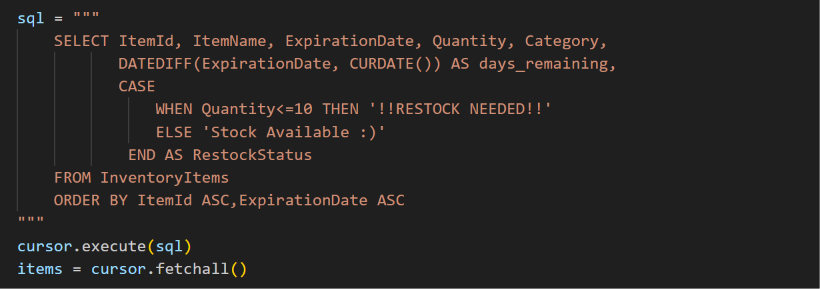 sql = """
SELECT ItemId, ItemName, ExpirationDate, Quantity, Category,
DATEDIFF(ExpirationDate, CURDATE()) AS days_remaining,
CASE
WHEN Quantity<=10 THEN '!!RESTOCK NEEDED!!'
ELSE 'Stock Available :)'
END AS RestockStatus
FROM InventoryItems
ORDER BY ItemId ASC,ExpirationDate ASC
"""
cursor.execute(sql)
items = cursor.fetchall()